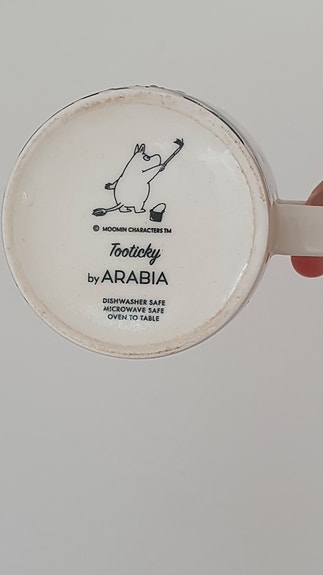 © MOOMIN CHARACTERS TM
Tooticky
by ARABIA
DISHWASHER SAFE
MICROWAVE SAFE
OVEN TO TABLE